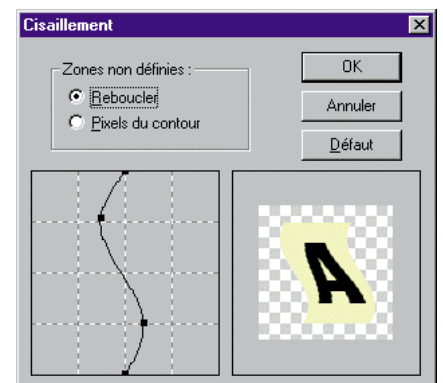 Cisaillement
Zones non définies :
Reboucler
Pixels du contour
OK
Annuler
Défaut
A